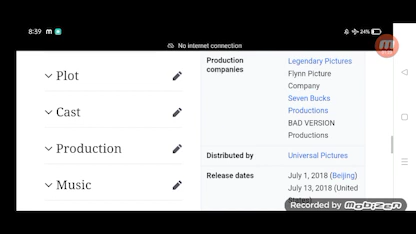 8:39
24%
No internet connection
Plot
Cast
Production
Music
Production companies
Legendary Pictures
Flynn Picture
Company
Seven Bucks
Productions
BAD VERSION
Productions
Distributed by
Universal Pictures
Release dates
July 1, 2018 (Beijing)
July 13, 2018 (United
Recorded by MOBIZEN